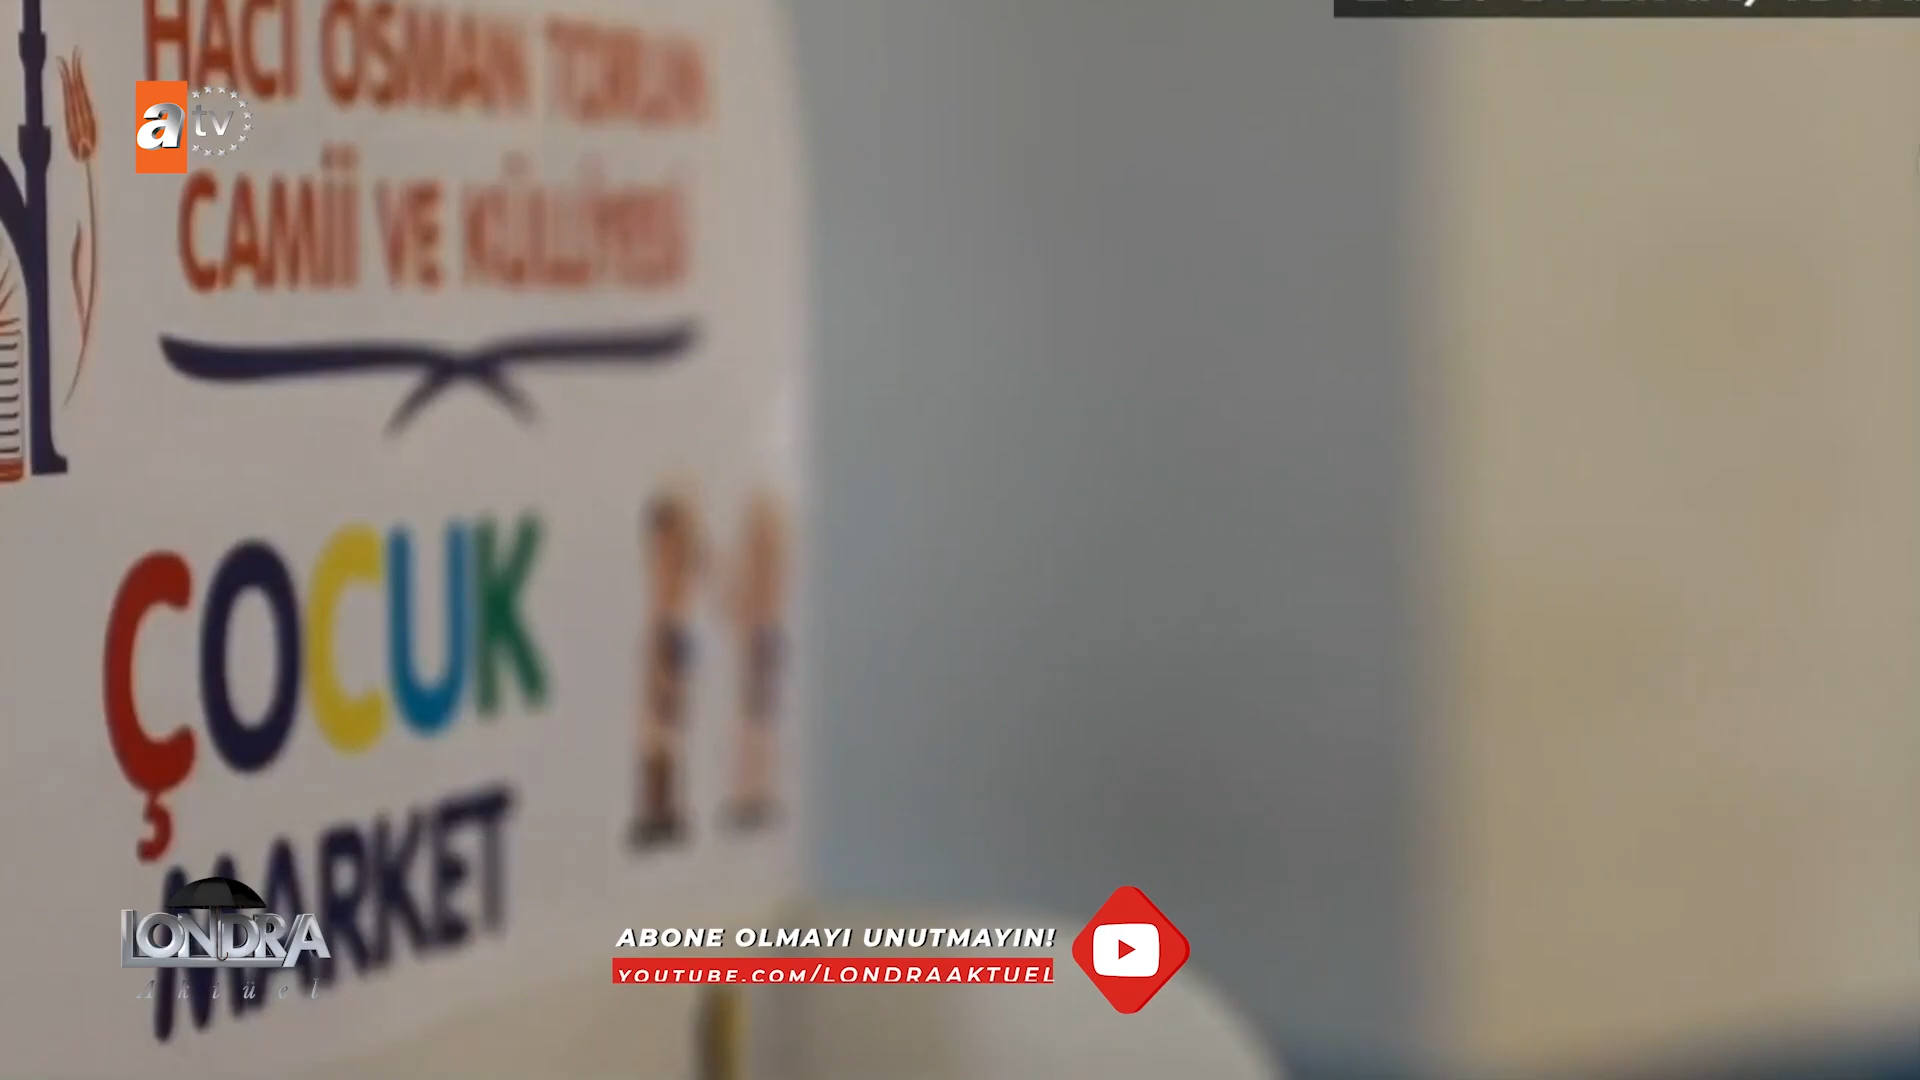 HACI OSMAN TORUN
CAMİİ VE KÜLLİYESİ
atv
ÇOCUK
MARKET
LONDRA
Aktüel
ABONE OLMAYI UNUTMAYIN!
YOUTUBE.COM/LONDRAAKTUEL